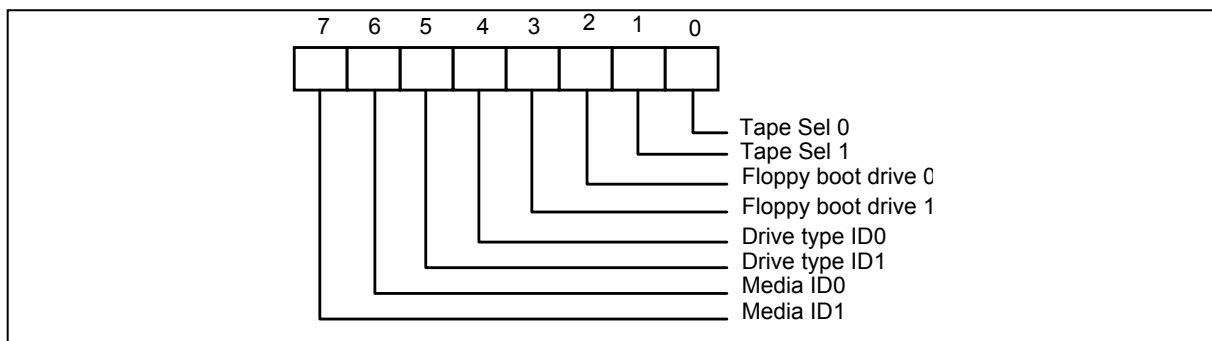 7 6 5 4 3 2 1 0
Tape Sel 0
Tape Sel 1
Floppy boot drive 0
Floppy boot drive 1
Drive type ID0
Drive type ID1
Media ID0
Media ID1